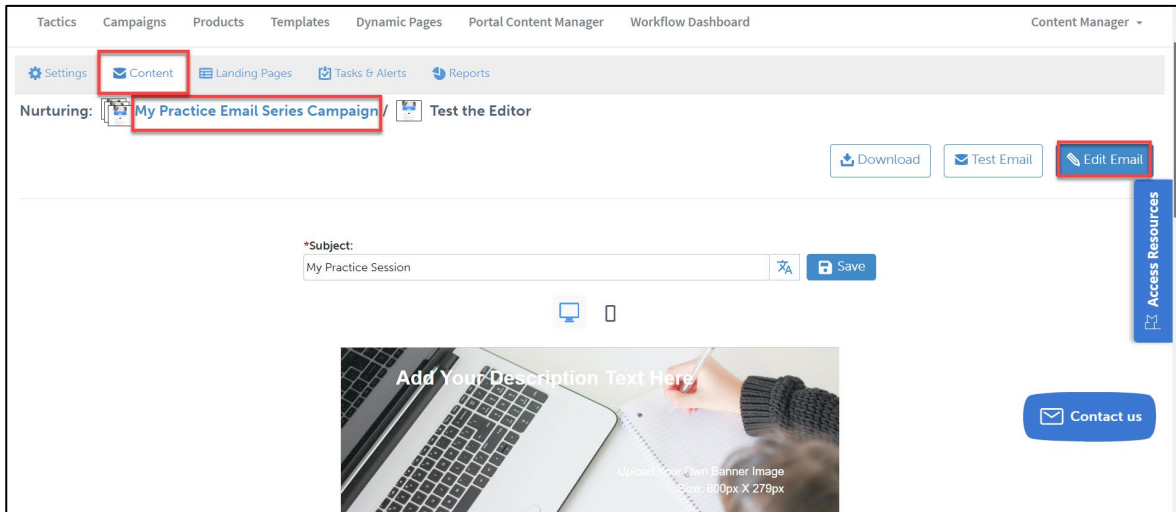 Tactics Campaigns Products Templates Dynamic Pages Portal Content Manager Workflow Dashboard Content Manager
Settings Content Landing Pages Tasks & Alerts Reports
Nurturing: My Practice Email Series Campaign / Test the Editor
Download Test Email Edit Email
Access Resources
*Subject:
My Practice Session Save
Add Your Description Text Here
Contact us
Upload Your Own Banner Image
Size: 600px X 279px